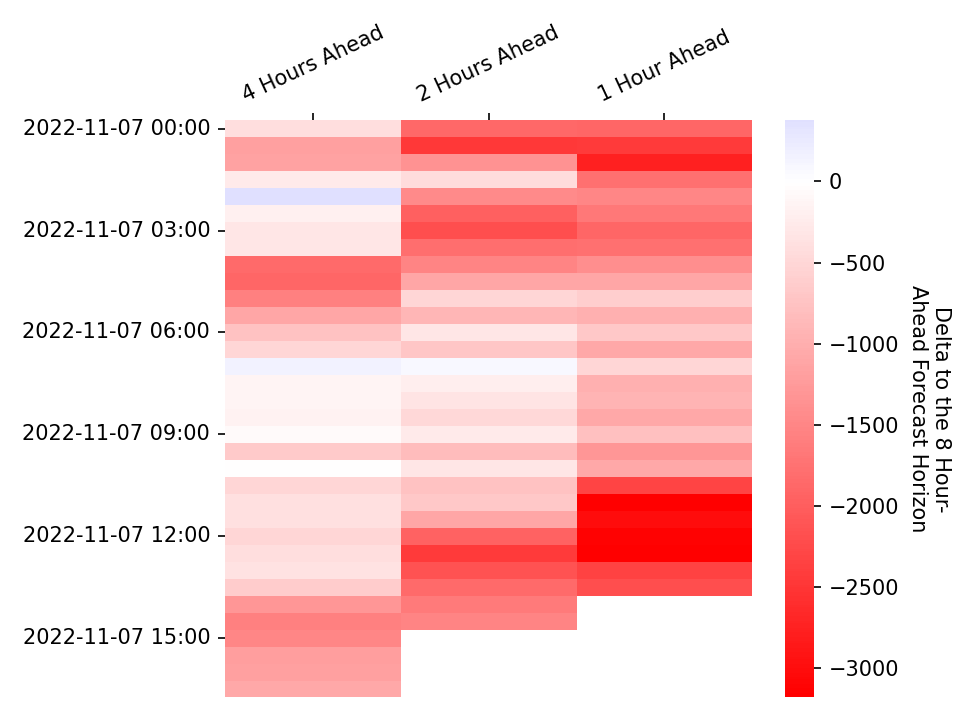 4 Hours Ahead
2 Hours Ahead
1 Hour Ahead
2022-11-07 00:00
2022-11-07 03:00
2022-11-07 06:00
2022-11-07 09:00
2022-11-07 12:00
2022-11-07 15:00
0
−500
−1000
−1500
−2000
−2500
−3000
Delta to the 8 Hour-
Ahead Forecast Horizon